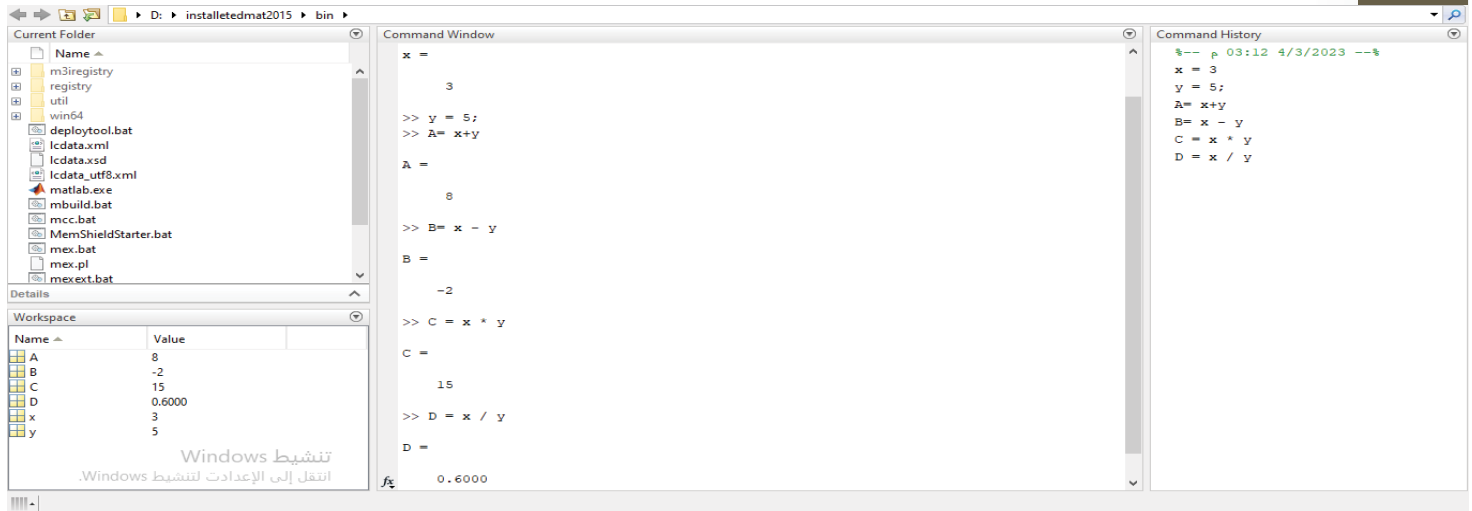 D: installetedmat2015 bin
Current Folder
Name
m3iregistry
registry
util
win64
deploytool.bat
lcdata.xml
lcdata.xsd
lcdata_utf8.xml
matlab.exe
mbuild.bat
mcc.bat
MemShieldStarter.bat
mex.bat
mex.pl
mexext.bat
Details
Workspace
Name Value
A 8
B -2
C 15
D 0.6000
x 3
y 5
تنشيط Windows
انتقل إلى الإعدادت لتنشيط Windows.
Command Window
x =
3
>> y = 5;
>> A= x+y
A =
8
>> B= x - y
B =
-2
>> C = x * y
C =
15
>> D = x / y
D =
fx 0.6000
Command History
%-- م 03:12 4/3/2023 --%
x = 3
y = 5;
A= x+y
B= x - y
C = x * y
D = x / y